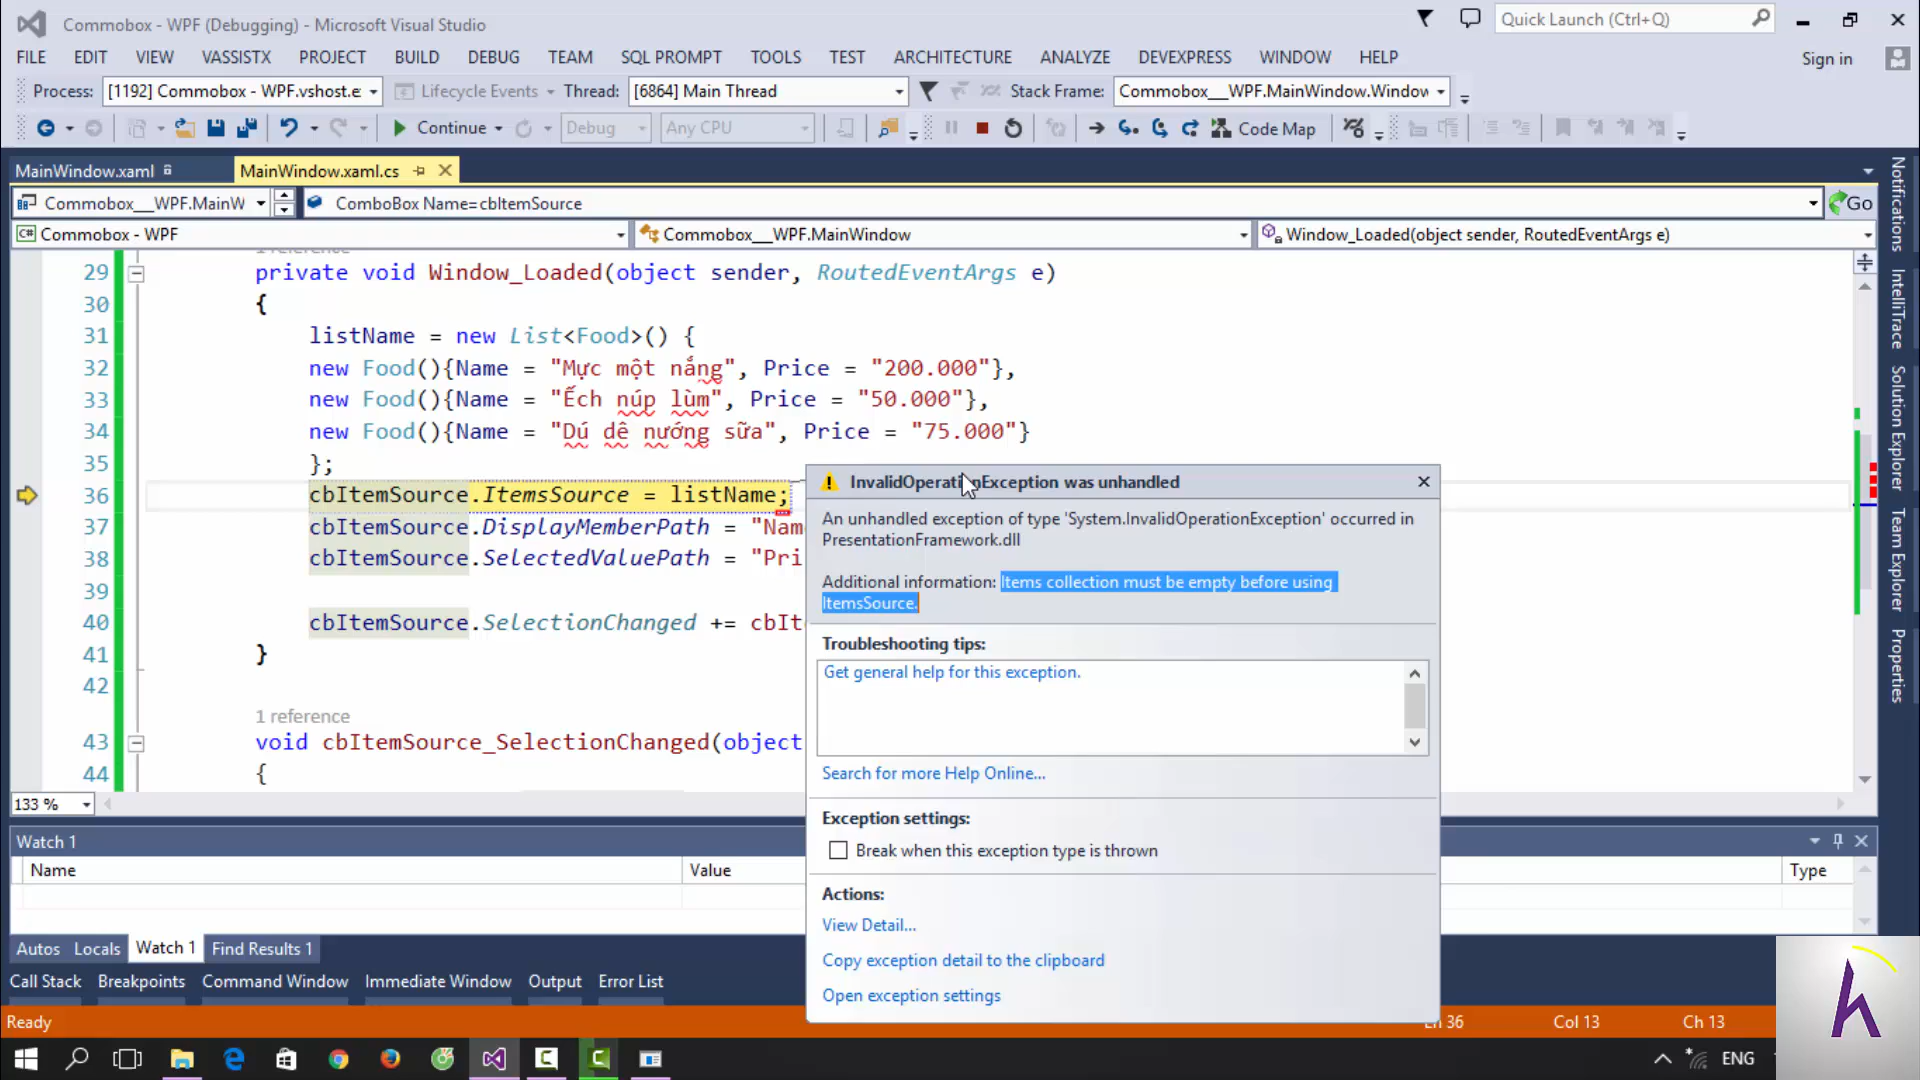 Commobox - WPF (Debugging) - Microsoft Visual Studio
Quick Launch (Ctrl+Q)
FILE EDIT VIEW VASSISTX PROJECT BUILD DEBUG TEAM SQL PROMPT TOOLS TEST ARCHITECTURE ANALYZE DEVEXPRESS WINDOW HELP
Sign in
Process: [1192] Commobox - WPF.vshost.e Lifecycle Events Thread: [6864] Main Thread Stack Frame: Commobox__WPF.MainWindow.Window
Continue Debug Any CPU Code Map
MainWindow.xaml MainWindow.xaml.cs
Commobox__WPF.MainW ComboBox Name=cbItemSource Go
Commobox - WPF Commobox__WPF.MainWindow Window_Loaded(object sender, RoutedEventArgs e)
1 reference
29 private void Window_Loaded(object sender, RoutedEventArgs e)
30 {
31 listName = new List<Food>() {
32 new Food(){Name = "Mực một nắng", Price = "200.000"},
33 new Food(){Name = "Ếch núp lùm", Price = "50.000"},
34 new Food(){Name = "Dú dê nướng sữa", Price = "75.000"}
35 };
36 cbItemSource.ItemsSource = listName;
37 cbItemSource.DisplayMemberPath = "Nam
38 cbItemSource.SelectedValuePath = "Pri
39
40 cbItemSource.SelectionChanged += cbIt
41 }
42
1 reference
43 void cbItemSource_SelectionChanged(object
44 {
133 %
InvalidOperationException was unhandled
An unhandled exception of type 'System.InvalidOperationException' occurred in
PresentationFramework.dll
Additional information: Items collection must be empty before using
ItemsSource.
Troubleshooting tips:
Get general help for this exception.
Search for more Help Online...
Exception settings:
Break when this exception type is thrown
Actions:
View Detail...
Copy exception detail to the clipboard
Open exception settings
Notifications
IntelliTrace
Solution Explorer
Team Explorer
Properties
Watch 1
Name Value Type
Autos Locals Watch 1 Find Results 1
Call Stack Breakpoints Command Window Immediate Window Output Error List
Ready Ln 36 Col 13 Ch 13
ENG